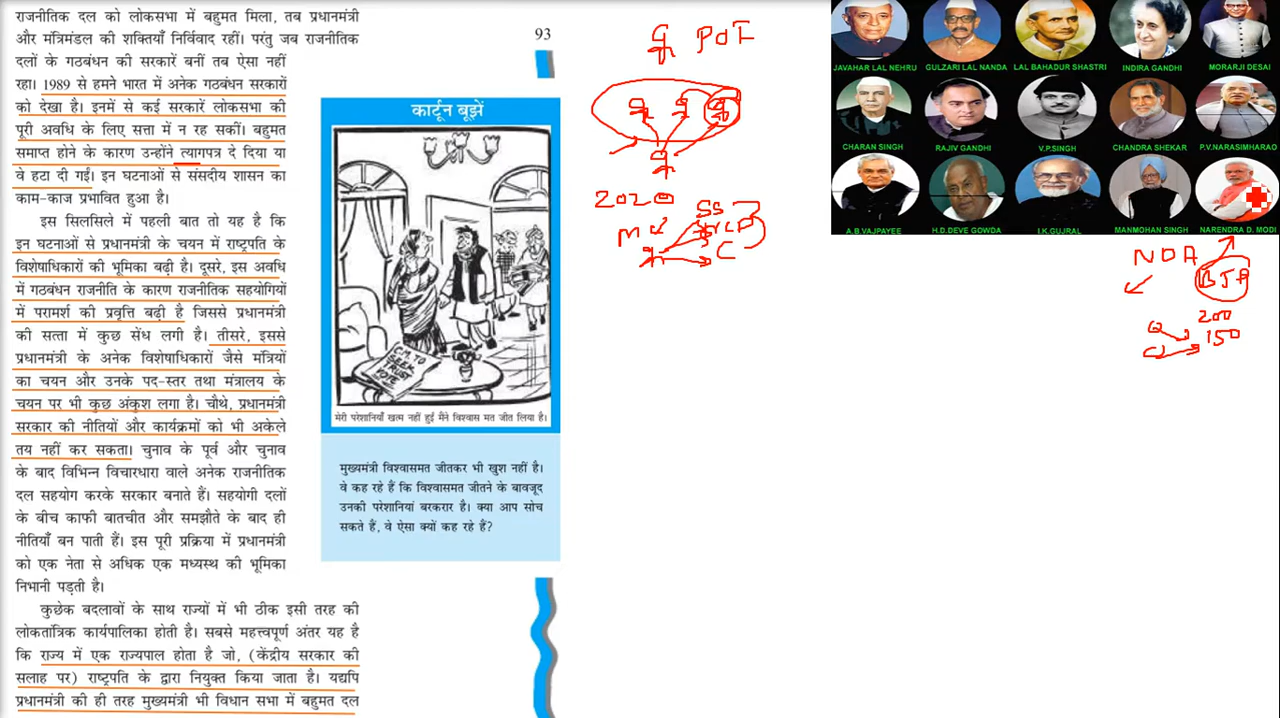 राजनीतिक दल को लोकसभा में बहुमत मिला, तब प्रधानमंत्री
और मंत्रिमंडल की शक्तियाँ निर्विवाद रहीं। परंतु जब राजनीतिक
दलों के गठबंधन की सरकारें बनीं तब ऐसा नहीं
रहा। 1989 से हमने भारत में अनेक गठबंधन सरकारों
को देखा है। इनमें से कई सरकारें लोकसभा की
पूरी अवधि के लिए सत्ता में न रह सकीं। बहुमत
समाप्त होने के कारण उन्होंने त्यागपत्र दे दिया या
वे हटा दी गईं। इन घटनाओं से संसदीय शासन का
काम-काज प्रभावित हुआ है।
इस सिलसिले में पहली बात तो यह है कि
इन घटनाओं से प्रधानमंत्री के चयन में राष्ट्रपति के
विशेषाधिकारों की भूमिका बढ़ी है। दूसरे, इस अवधि
में गठबंधन राजनीति के कारण राजनीतिक सहयोगियों
में परामर्श की प्रवृत्ति बढ़ी है जिससे प्रधानमंत्री
की सत्ता में कुछ सेंध लगी है। तीसरे, इससे
प्रधानमंत्री के अनेक विशेषाधिकारों जैसे मंत्रियों
का चयन और उनके पद-स्तर तथा मंत्रालय के
चयन पर भी कुछ अंकुश लगा है। चौथे, प्रधानमंत्री
सरकार की नीतियों और कार्यक्रमों को भी अकेले
तय नहीं कर सकता। चुनाव के पूर्व और चुनाव
के बाद विभिन्न विचारधारा वाले अनेक राजनीतिक
दल सहयोग करके सरकार बनाते हैं। सहयोगी दलों
के बीच काफी बातचीत और समझौते के बाद ही
नीतियाँ बन पाती हैं। इस पूरी प्रक्रिया में प्रधानमंत्री
को एक नेता से अधिक एक मध्यस्थ की भूमिका
निभानी पड़ती है।
कुछेक बदलावों के साथ राज्यों में भी ठीक इसी तरह की
लोकतांत्रिक कार्यपालिका होती है। सबसे महत्त्वपूर्ण अंतर यह है
कि राज्य में एक राज्यपाल होता है जो, (केंद्रीय सरकार की
सलाह पर) राष्ट्रपति के द्वारा नियुक्त किया जाता है। यद्यपि
प्रधानमंत्री की ही तरह मुख्यमंत्री भी विधान सभा में बहुमत दल
93
कार्टून बूझें
C.M TO
SEEK
TRUST
VOTE
मेरी परेशानियाँ खत्म नहीं हुईं मैंने विश्वास मत जीत लिया है।
मुख्यमंत्री विश्वासमत जीतकर भी खुश नहीं है।
वे कह रहे हैं कि विश्वासमत जीतने के बावजूद
उनकी परेशानियां बरकरार है। क्या आप सोच
सकते हैं, वे ऐसा क्यों कह रहे हैं?
2020
M
SS
C
JAVAHAR LAL NEHRU GULZARI LAL NANDA LAL BAHADUR SHASTRI INDIRA GANDHI MORARJI DESAI
CHARAN SINGH RAJIV GANDHI V.P.SINGH CHANDRA SHEKAR P.V.NARASIMHARAO
A.B.VAJPAYEE H.D.DEVE GOWDA I.K.GUJRAL MANMOHAN SINGH NARENDRA D. MODI
NDA
BJP
200
150